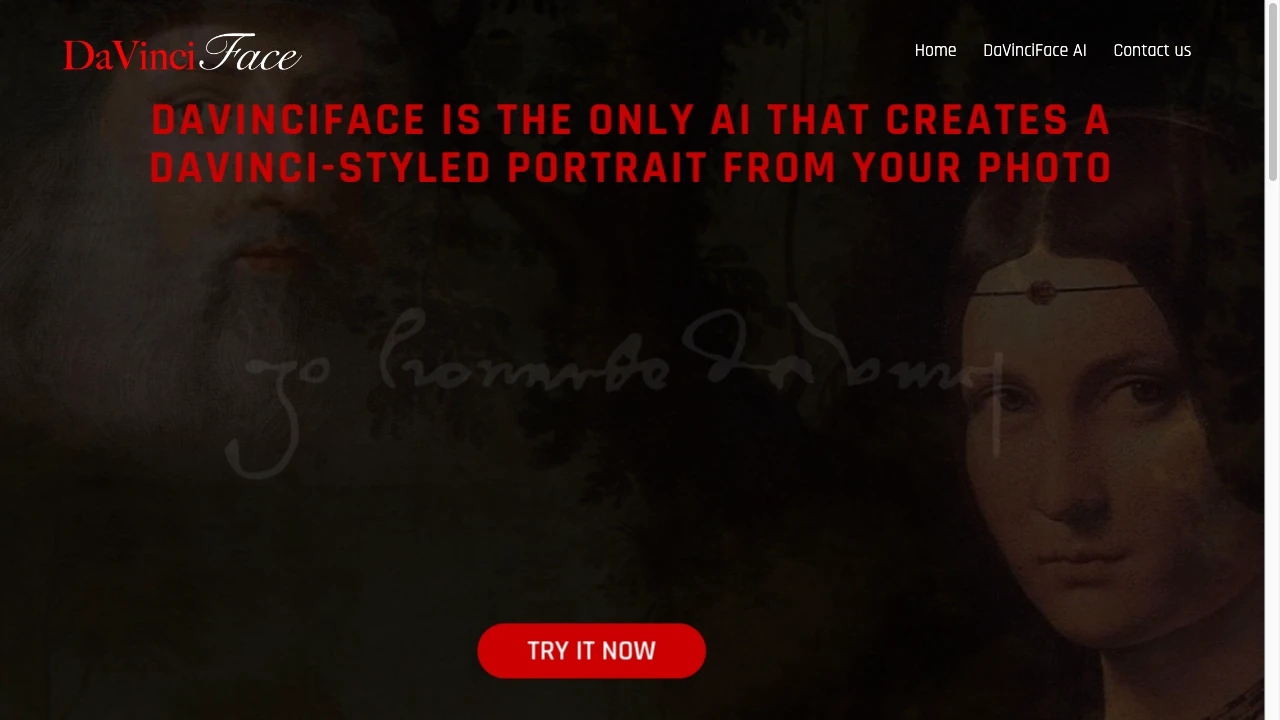 DaVinciFace
Home DaVinciFace AI Contact us
DAVINCIFACE IS THE ONLY AI THAT CREATES A
DAVINCI-STYLED PORTRAIT FROM YOUR PHOTO
TRY IT NOW